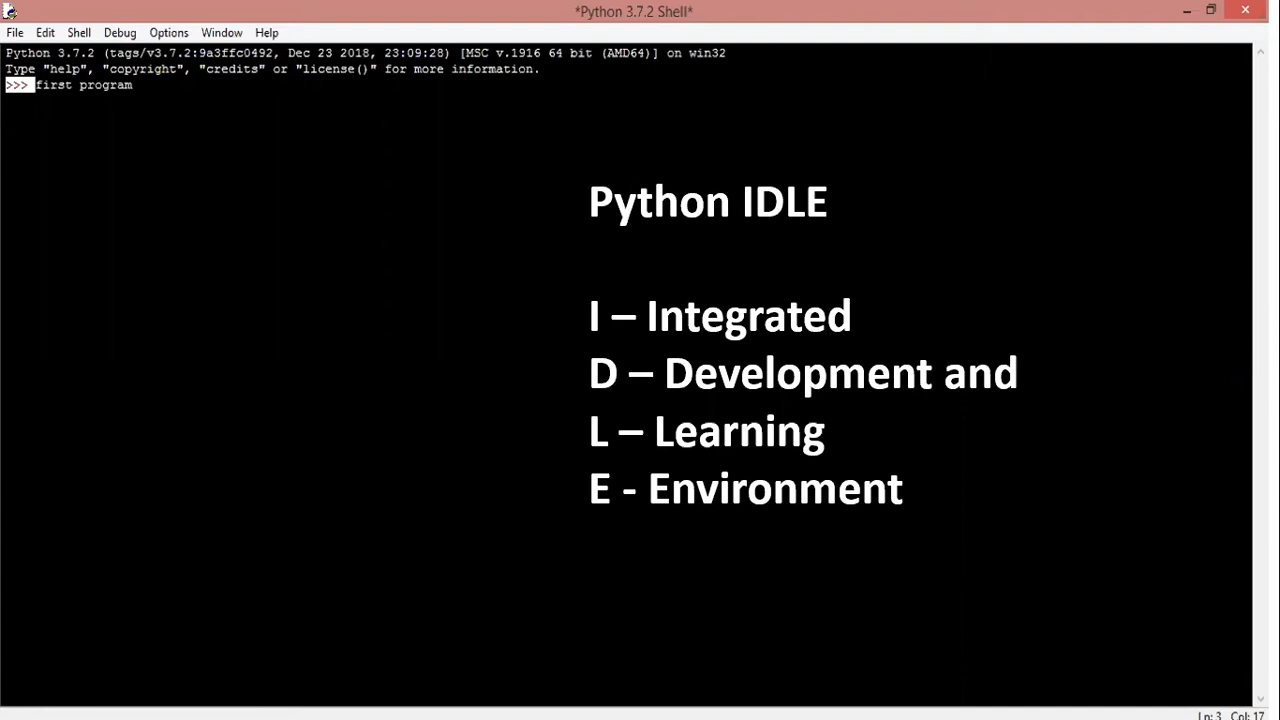 *Python 3.7.2 Shell*
File Edit Shell Debug Options Window Help
Python 3.7.2 (tags/v3.7.2:9a3ffc0492, Dec 23 2018, 23:09:28) [MSC v.1916 64 bit (AMD64)] on win32
Type "help", "copyright", "credits" or "license()" for more information.
>>> first program
Python IDLE
I – Integrated
D – Development and
L – Learning
E - Environment
Ln: 3 Col: 17